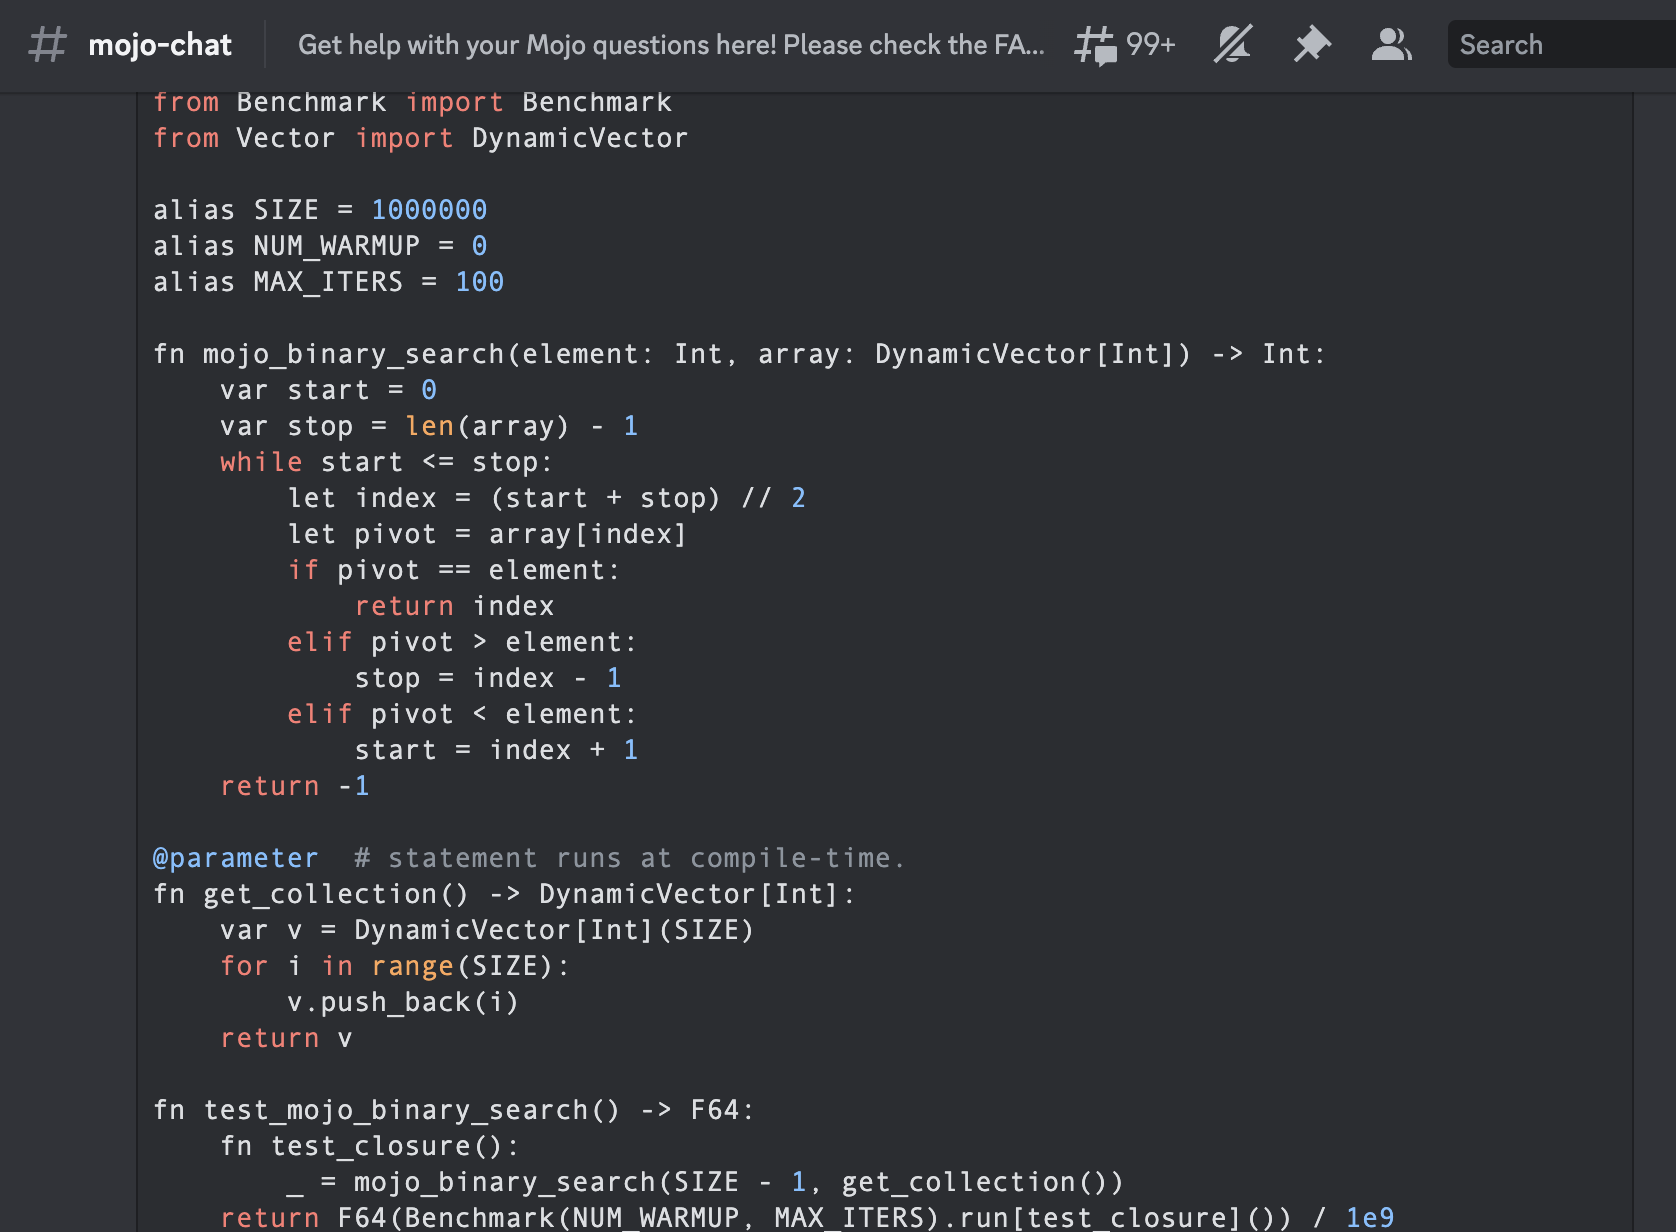 # mojo-chat Get help with your Mojo questions here! Please check the FA... 99+ Search
from Benchmark import Benchmark
from Vector import DynamicVector

alias SIZE = 1000000
alias NUM_WARMUP = 0
alias MAX_ITERS = 100

fn mojo_binary_search(element: Int, array: DynamicVector[Int]) -> Int:
    var start = 0
    var stop = len(array) - 1
    while start <= stop:
        let index = (start + stop) // 2
        let pivot = array[index]
        if pivot == element:
            return index
        elif pivot > element:
            stop = index - 1
        elif pivot < element:
            start = index + 1
    return -1

@parameter  # statement runs at compile-time.
fn get_collection() -> DynamicVector[Int]:
    var v = DynamicVector[Int](SIZE)
    for i in range(SIZE):
        v.push_back(i)
    return v

fn test_mojo_binary_search() -> F64:
    fn test_closure():
        _ = mojo_binary_search(SIZE - 1, get_collection())
    return F64(Benchmark(NUM_WARMUP, MAX_ITERS).run[test_closure]()) / 1e9